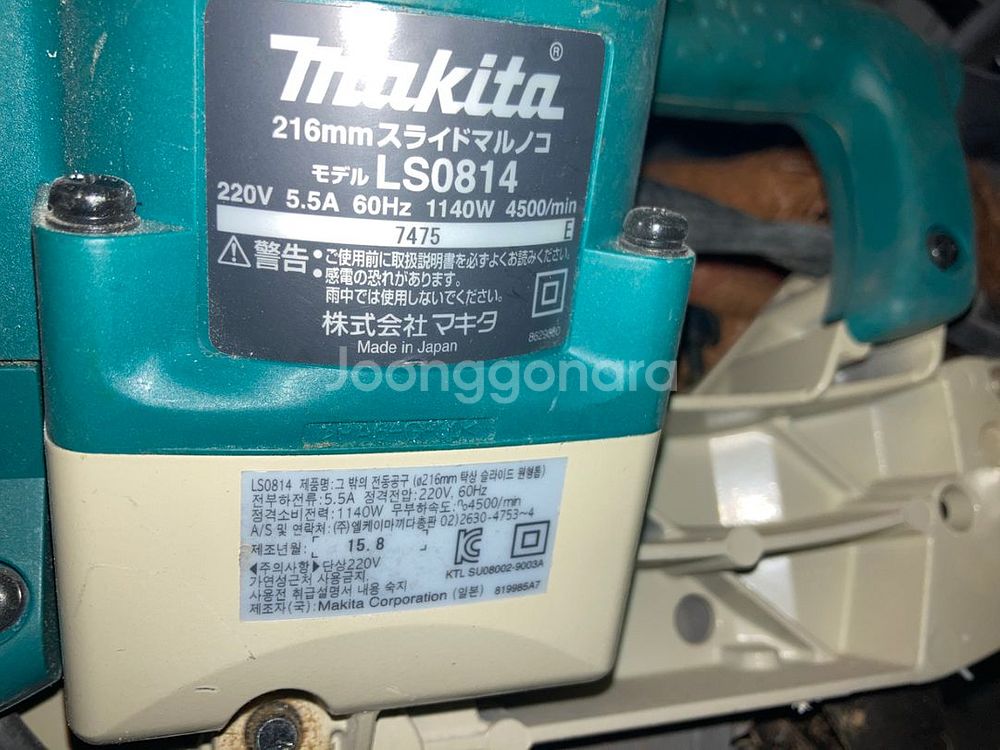 makita®
216mmスライドマルノコ
モデル LS0814
220V 5.5A 60Hz 1140W 4500/min
7475 E
警告 • ご使用前に取扱説明書を必ずよくお読みください。
• 感電の恐れがあります。
雨中では使用しないでください。
株式会社 マキタ
Made in Japan
Joonggonara
LS0814 제품명:그 밖의 전동공구 (ø216mm 탁상 슬라이드 원형톱)
전부하전류:5.5A 정격전압:220V, 60Hz
정격소비전력:1140W 무부하속도:n₀4500/min
A/S 및 연락처:(주)엘케이마끼다총판 02)2630-4753~4
제조년월: 15.8
◀주의사항▶단상220V
가연성근처 사용금지,
사용전 취급설명서 내용 숙지
제조자(국): Makita Corporation (일본) 819985A7
KTL SU08002-9003A